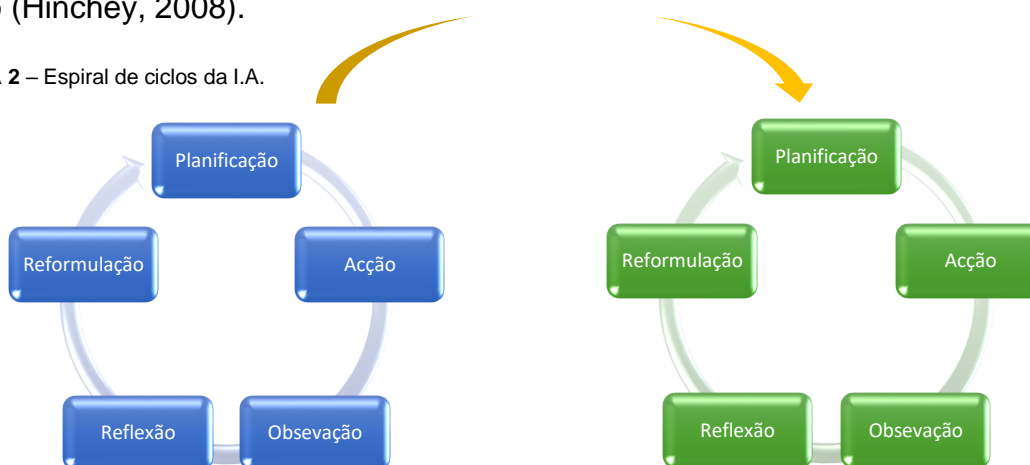 (Hinchey, 2008).
2 – Espiral de ciclos da I.A.
Planificação
Acção
Obsevação
Reflexão
Reformulação
Planificação
Acção
Obsevação
Reflexão
Reformulação